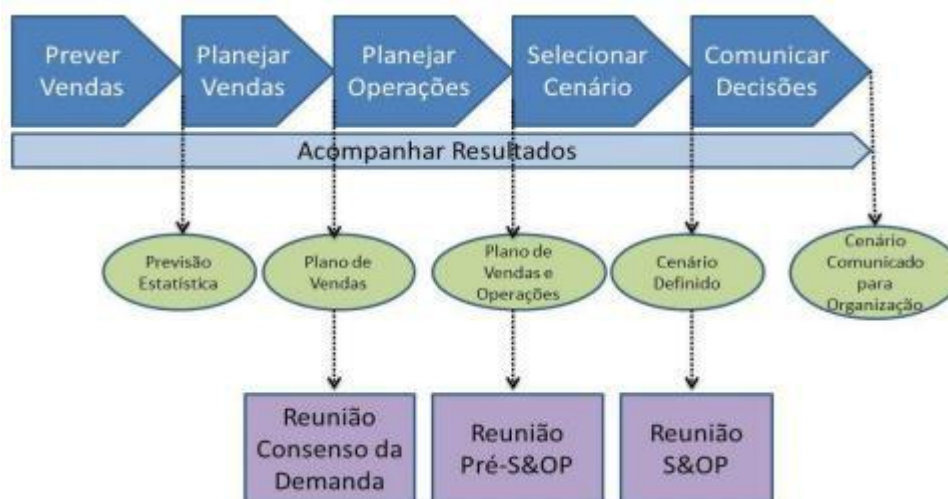 Prever
Vendas
Planejar
Vendas
Planejar
Operações
Selecionar
Cenário
Comunicar
Decisões
Acompanhar Resultados
Previsão
Estatística
Plano de
Vendas
Plano de
Vendas e
Operações
Cenário
Definido
Cenário
Comunicado
para
Organização
Reunião
Consenso da
Demanda
Reunião
Pré-S&OP
Reunião
S&OP